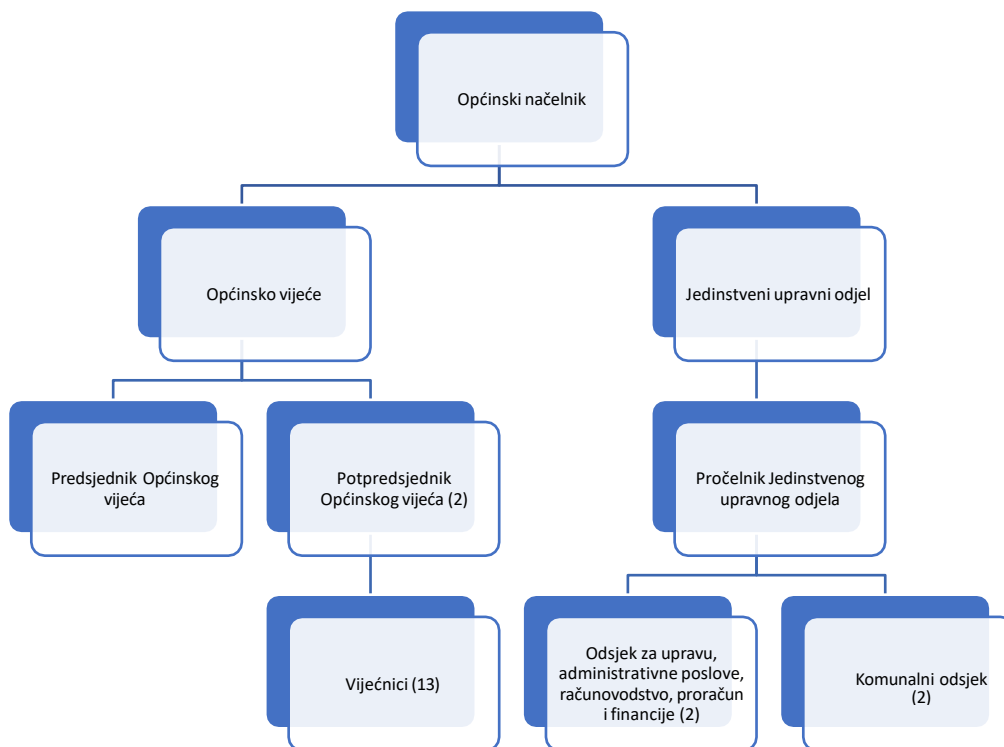 Općinski načelnik
Općinsko vijeće
Jedinstveni upravni odjel
Predsjednik Općinskog
vijeća
Potpredsjednik
Općinskog vijeća (2)
Pročelnik Jedinstvenog
upravnog odjela
Vijećnici (13)
Odsjek za upravu,
administrativne poslove,
računovodstvo, proračun
i financije (2)
Komunalni odsjek
(2)